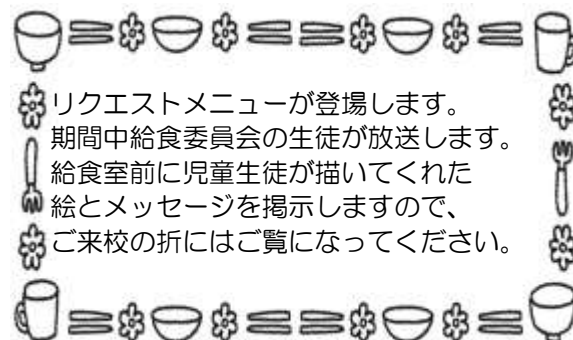 リクエストメニューが登場します。
期間中給食委員会の生徒が放送します。
給食室前に児童生徒が描いてくれた
絵とメッセージを掲示しますので、
ご来校の折にはご覧になってください。